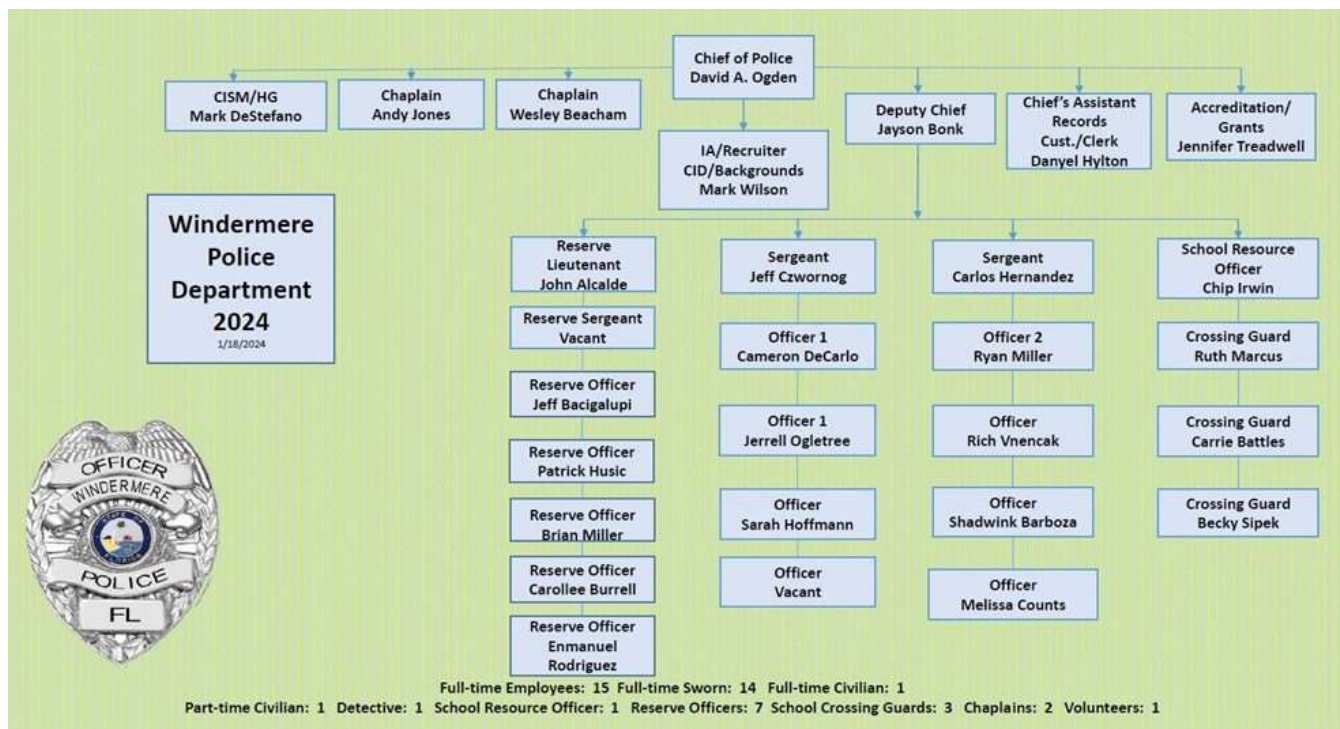 Chief of Police
David A. Ogden
CISM/HG
Mark DeStefano
Chaplain
Andy Jones
Chaplain
Wesley Beacham
Deputy Chief
Jayson Bonk
Chief's Assistant
Records
Cust./Clerk
Danyel Hylton
Accreditation/
Grants
Jennifer Treadwell
IA/Recruiter
CID/Backgrounds
Mark Wilson
Windermere
Police
Department
2024
1/18/2024
Reserve
Lieutenant
John Alcalde
Sergeant
Jeff Czwornog
Sergeant
Carlos Hernandez
School Resource
Officer
Chip Irwin
Reserve Sergeant
Vacant
Officer 1
Cameron DeCarlo
Officer 2
Ryan Miller
Crossing Guard
Ruth Marcus
Reserve Officer
Jeff Bacigalupi
Officer 1
Jerrell Ogletree
Officer
Rich Vnencak
Crossing Guard
Carrie Battles
Reserve Officer
Patrick Husic
Officer
Sarah Hoffmann
Officer
Shadwink Barboza
Crossing Guard
Becky Sipek
Reserve Officer
Brian Miller
Reserve Officer
Carollee Burrell
Officer
Vacant
Officer
Melissa Counts
Reserve Officer
Enmanuel
Rodriguez
OFFICER
WINDERMERE
STATE OF
FLORIDA
POLICE
FL
Full-time Employees: 15 Full-time Sworn: 14 Full-time Civilian: 1
Part-time Civilian: 1 Detective: 1 School Resource Officer: 1 Reserve Officers: 7 School Crossing Guards: 3 Chaplains: 2 Volunteers: 1